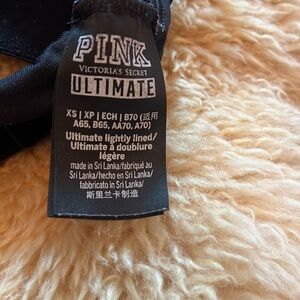 PINK
VICTORIA'S SECRET
ULTIMATE
XS | XP | ECH | B70 (适用
A65, B65, AA70, A70)
Ultimate lightly lined/
Ultimate à doublure
légère
made in Sri Lanka/fabriqué au
Sri Lanka/hecho en Sri Lanka/
fabbricato in Sri Lanka/
斯里兰卡制造